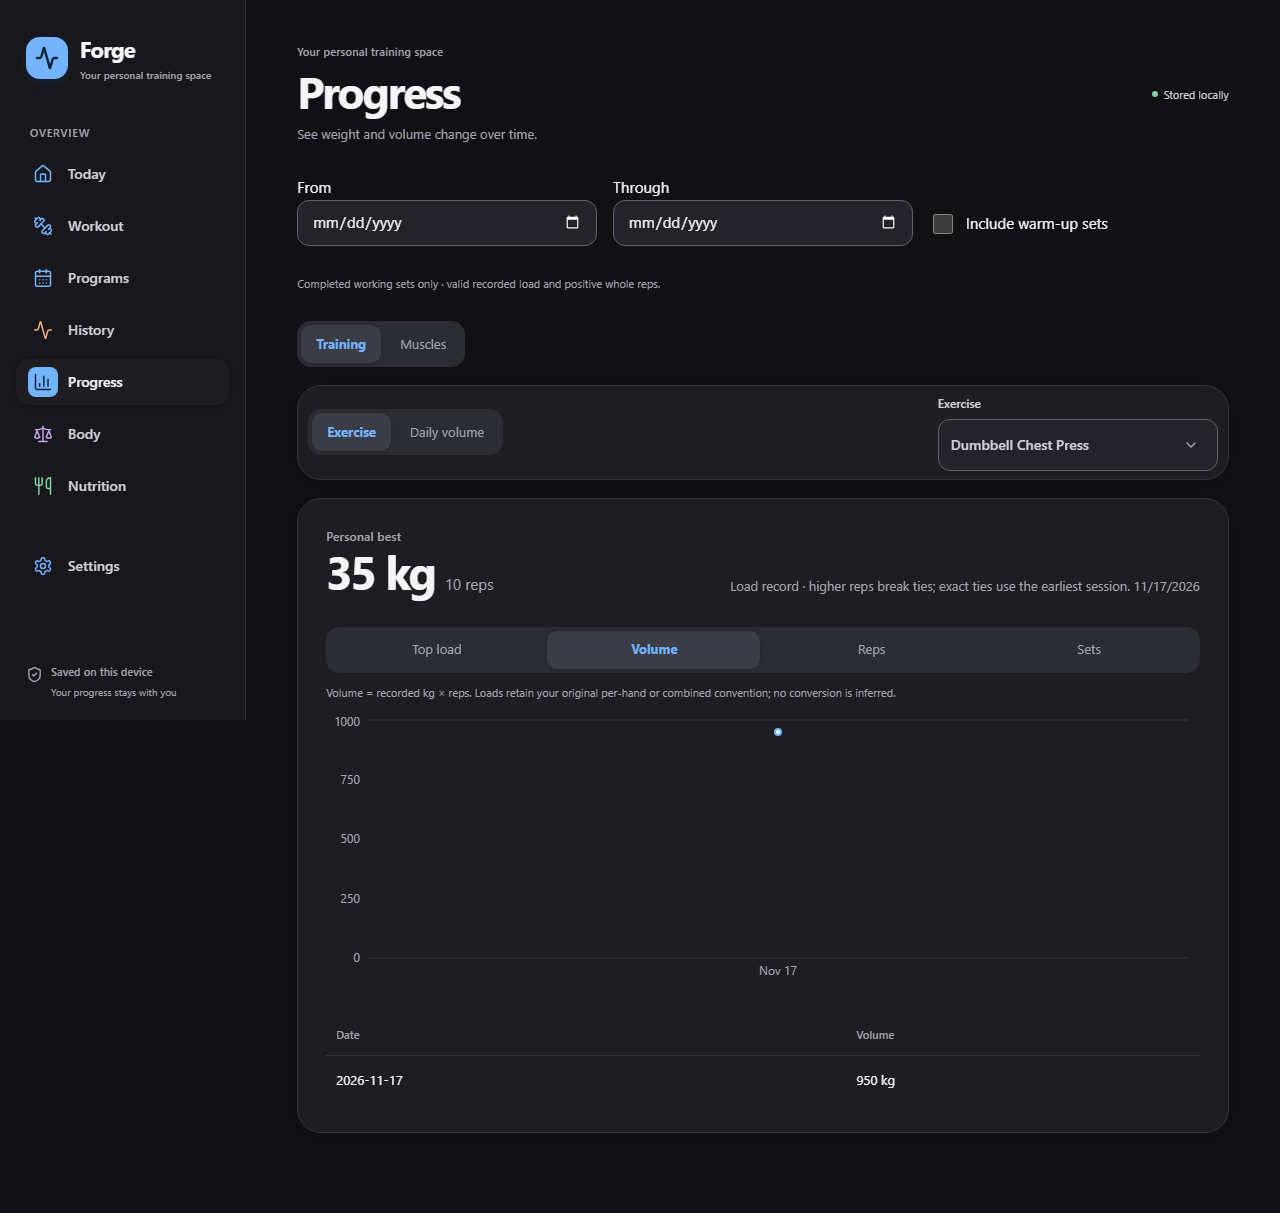 Forge
Your personal training space
OVERVIEW
Today
Workout
Programs
History
Progress
Body
Nutrition
Settings
Saved on this device
Your progress stays with you
Your personal training space
Progress
See weight and volume change over time.
Stored locally
From
Through
mm/dd/yyyy
mm/dd/yyyy
Include warm-up sets
Completed working sets only · valid recorded load and positive whole reps.
Training
Muscles
Exercise
Daily volume
Exercise
Dumbbell Chest Press
Personal best
35 kg 10 reps
Load record · higher reps break ties; exact ties use the earliest session. 11/17/2026
Top load
Volume
Reps
Sets
Volume = recorded kg × reps. Loads retain your original per-hand or combined convention; no conversion is inferred.
1000
750
500
250
0
Nov 17
Date
Volume
2026-11-17
950 kg